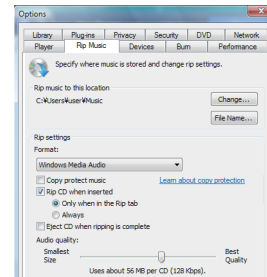 Options
Library Plug-ins Privacy Security DVD Network
Player Rip Music Devices Burn Performance
Specify where music is stored and change rip settings.
Rip music to this location
C:¥Users¥user¥Music
Change...
File Name...
Rip settings
Format:
Windows Media Audio
Copy protect music Learn about copy protection
Rip CD when inserted
Only when in the Rip tab
Always
Eject CD when ripping is complete
Audio quality:
Smallest Best
Size Quality
Uses about 56 MB per CD (128 Kbps).